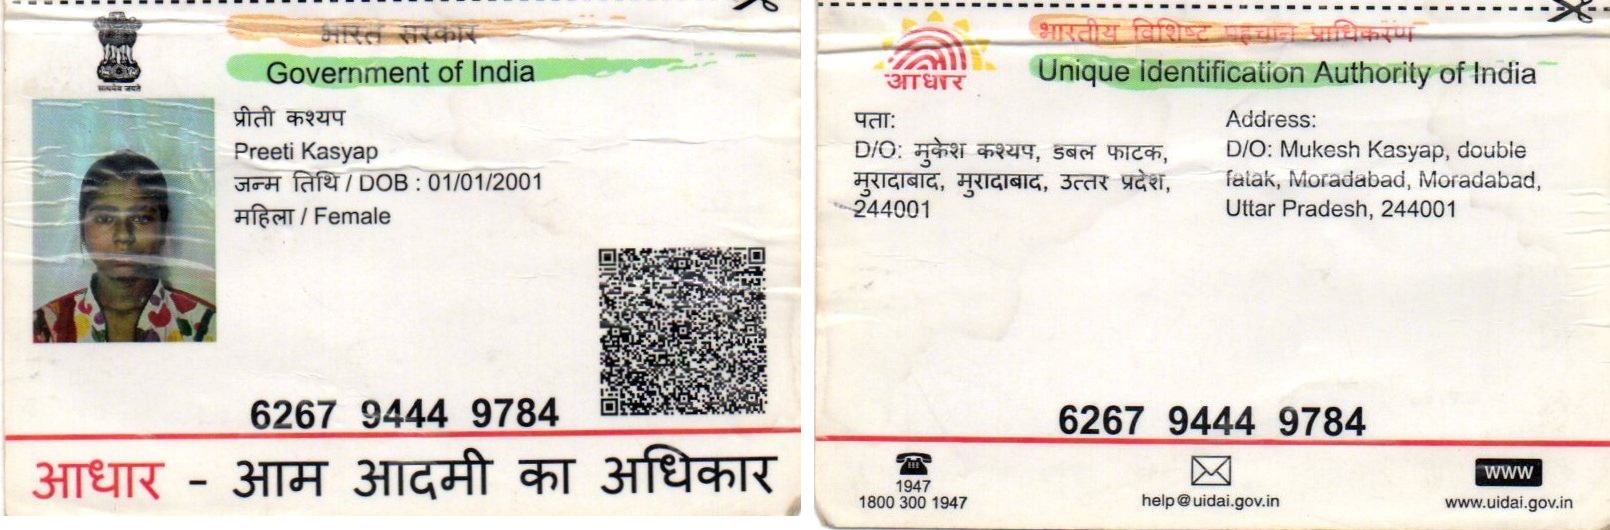 भारत सरकार
Government of India
सत्यमेव जयते
प्रीती कश्यप
Preeti Kasyap
जन्म तिथि / DOB : 01/01/2001
महिला / Female
6267 9444 9784
आधार - आम आदमी का अधिकार
भारतीय विशिष्ट पहचान प्राधिकरण
आधार
Unique Identification Authority of India
पता:
D/O: मुकेश कश्यप, डबल फाटक,
मुरादाबाद, मुरादाबाद, उत्तर प्रदेश,
244001
Address:
D/O: Mukesh Kasyap, double
fatak, Moradabad, Moradabad,
Uttar Pradesh, 244001
6267 9444 9784
1947
1800 300 1947
help@uidai.gov.in
WWW
www.uidai.gov.in